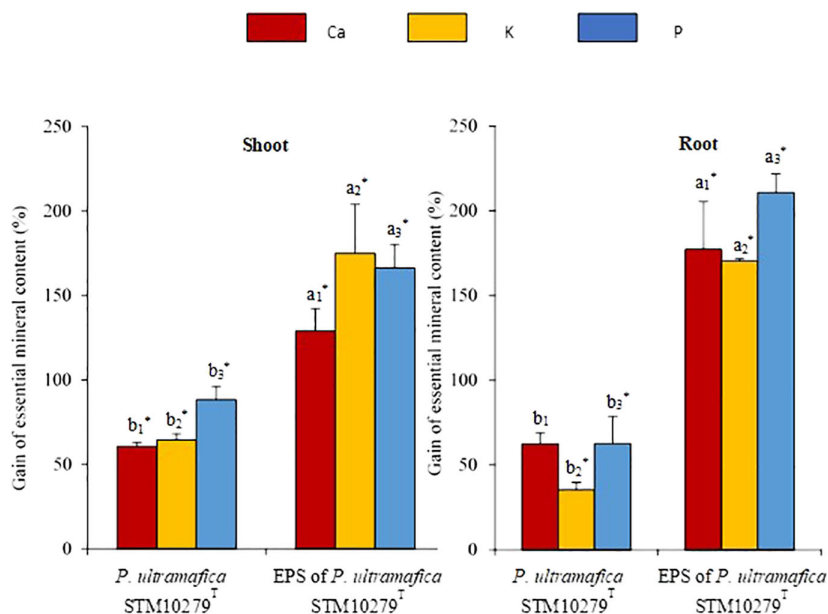 Ca K P
Shoot
Gain of essential mineral content (%)
250
200
150
100
50
0
b₁*
b₂*
b₃*
a₁*
a₂*
a₃*
P. ultramafica
STM10279ᵀ
EPS of P. ultramafica
STM10279ᵀ
Root
Gain of essential mineral content (%)
250
200
150
100
50
0
b₁
b₂*
b₃*
a₁*
a₂*
a₃*
P. ultramafica
STM10279ᵀ
EPS of P. ultramafica
STM10279ᵀ